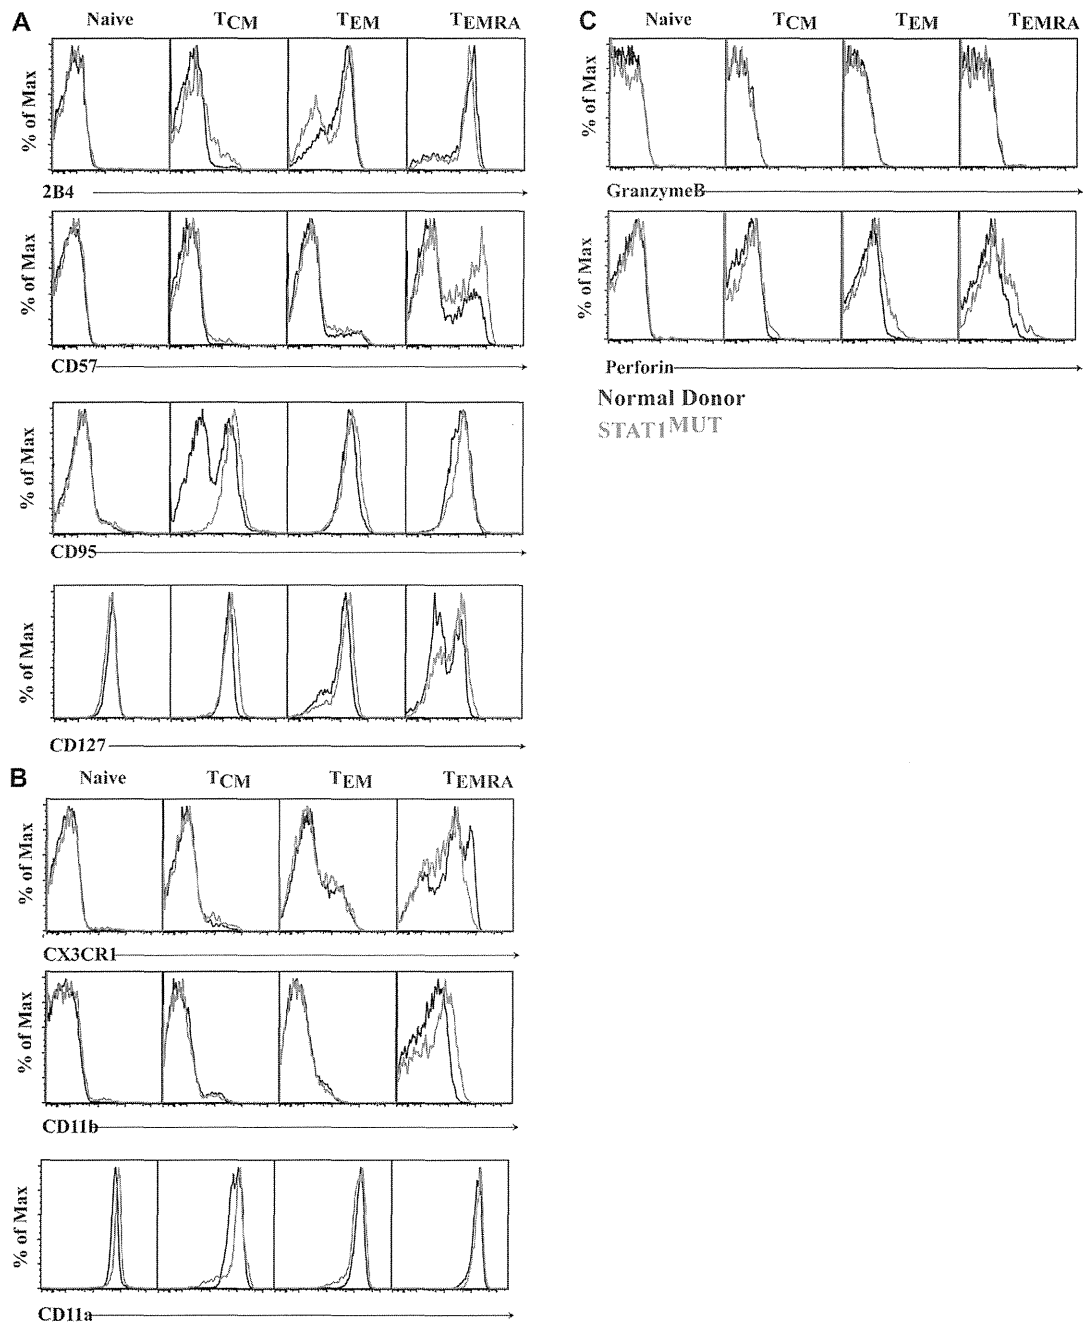 A
Naive TCM TEM TEMRA
% of Max
2B4
% of Max
CD57
% of Max
CD95
% of Max
CD127
B
Naive TCM TEM TEMRA
% of Max
CX3CR1
% of Max
CD11b
% of Max
CD11a
C
Naive TCM TEM TEMRA
% of Max
GranzymeB
% of Max
Perforin
Normal Donor
STAT1MUT